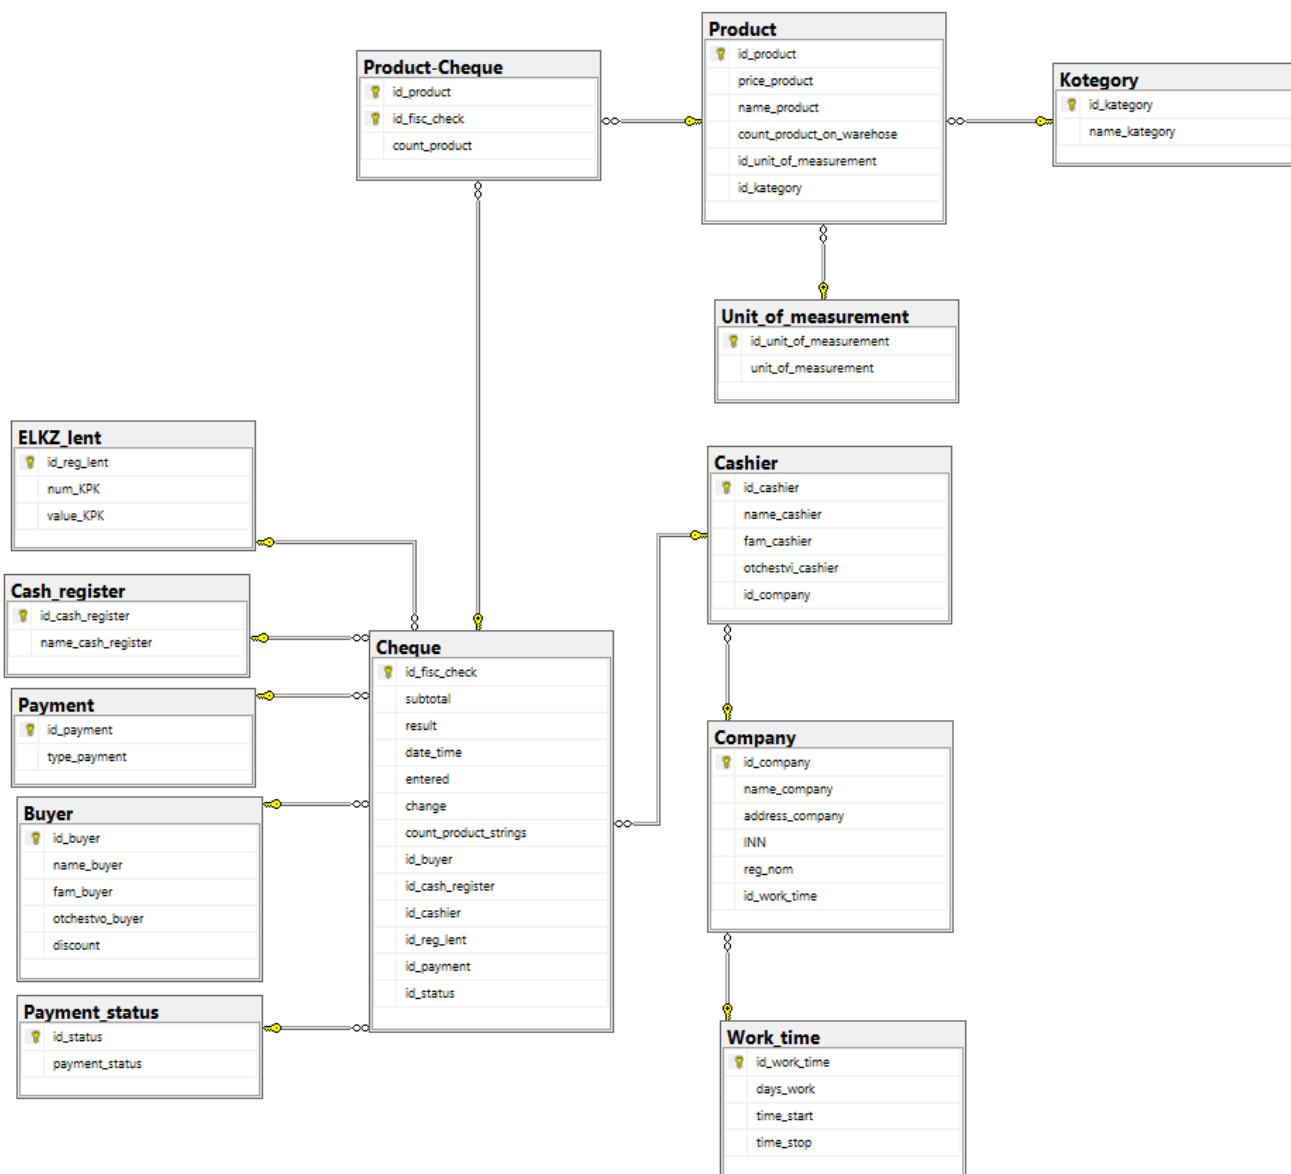 Product-Cheque
id_product
id_fisc_check
count_product
Product
id_product
price_product
name_product
count_product_on_warehose
id_unit_of_measurement
id_kategory
Kotegory
id_kategory
name_kategory
Unit_of_measurement
id_unit_of_measurement
unit_of_measurement
ELKZ_lent
id_reg_lent
num_KPK
value_KPK
Cash_register
id_cash_register
name_cash_register
Payment
id_payment
type_payment
Buyer
id_buyer
name_buyer
fam_buyer
otchestvo_buyer
discount
Payment_status
id_status
payment_status
Cheque
id_fisc_check
subtotal
result
date_time
entered
change
count_product_strings
id_buyer
id_cash_register
id_cashier
id_reg_lent
id_payment
id_status
Cashier
id_cashier
name_cashier
fam_cashier
otchestvi_cashier
id_company
Company
id_company
name_company
address_company
INN
reg_nom
id_work_time
Work_time
id_work_time
days_work
time_start
time_stop